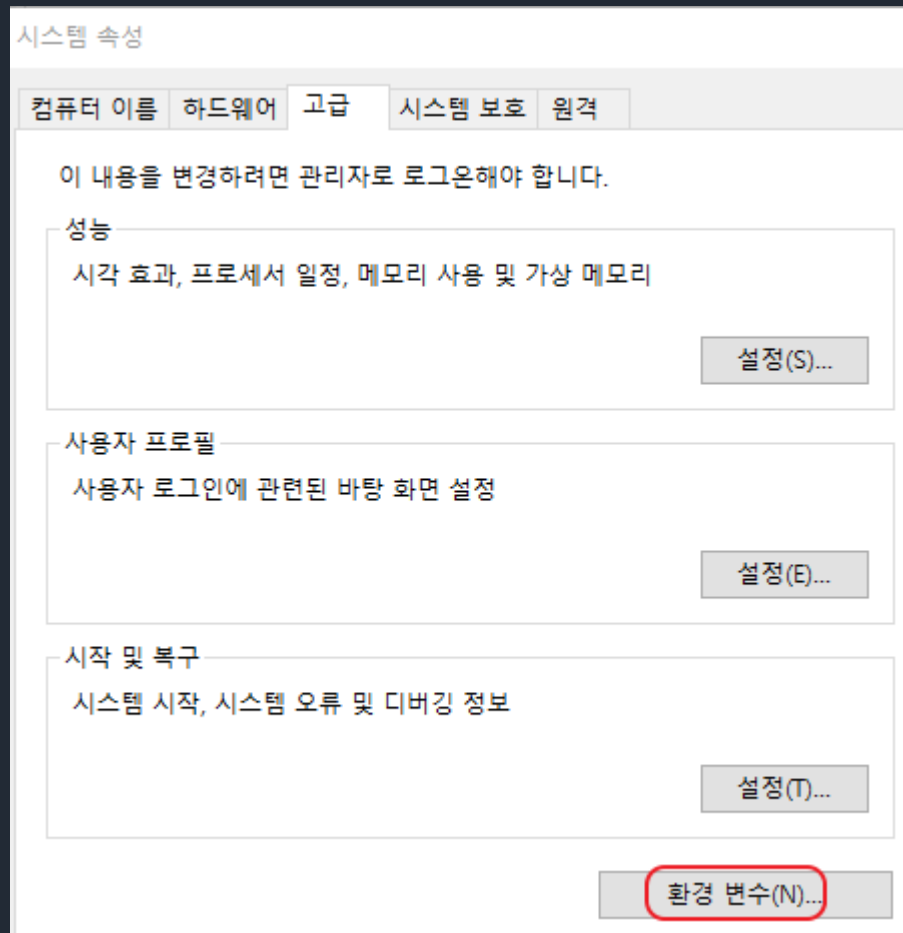 시스템 속성
컴퓨터 이름 하드웨어 고급 시스템 보호 원격
이 내용을 변경하려면 관리자로 로그온해야 합니다.
성능
시각 효과, 프로세서 일정, 메모리 사용 및 가상 메모리
설정(S)...
사용자 프로필
사용자 로그인에 관련된 바탕 화면 설정
설정(E)...
시작 및 복구
시스템 시작, 시스템 오류 및 디버깅 정보
설정(T)...
환경 변수(N)...